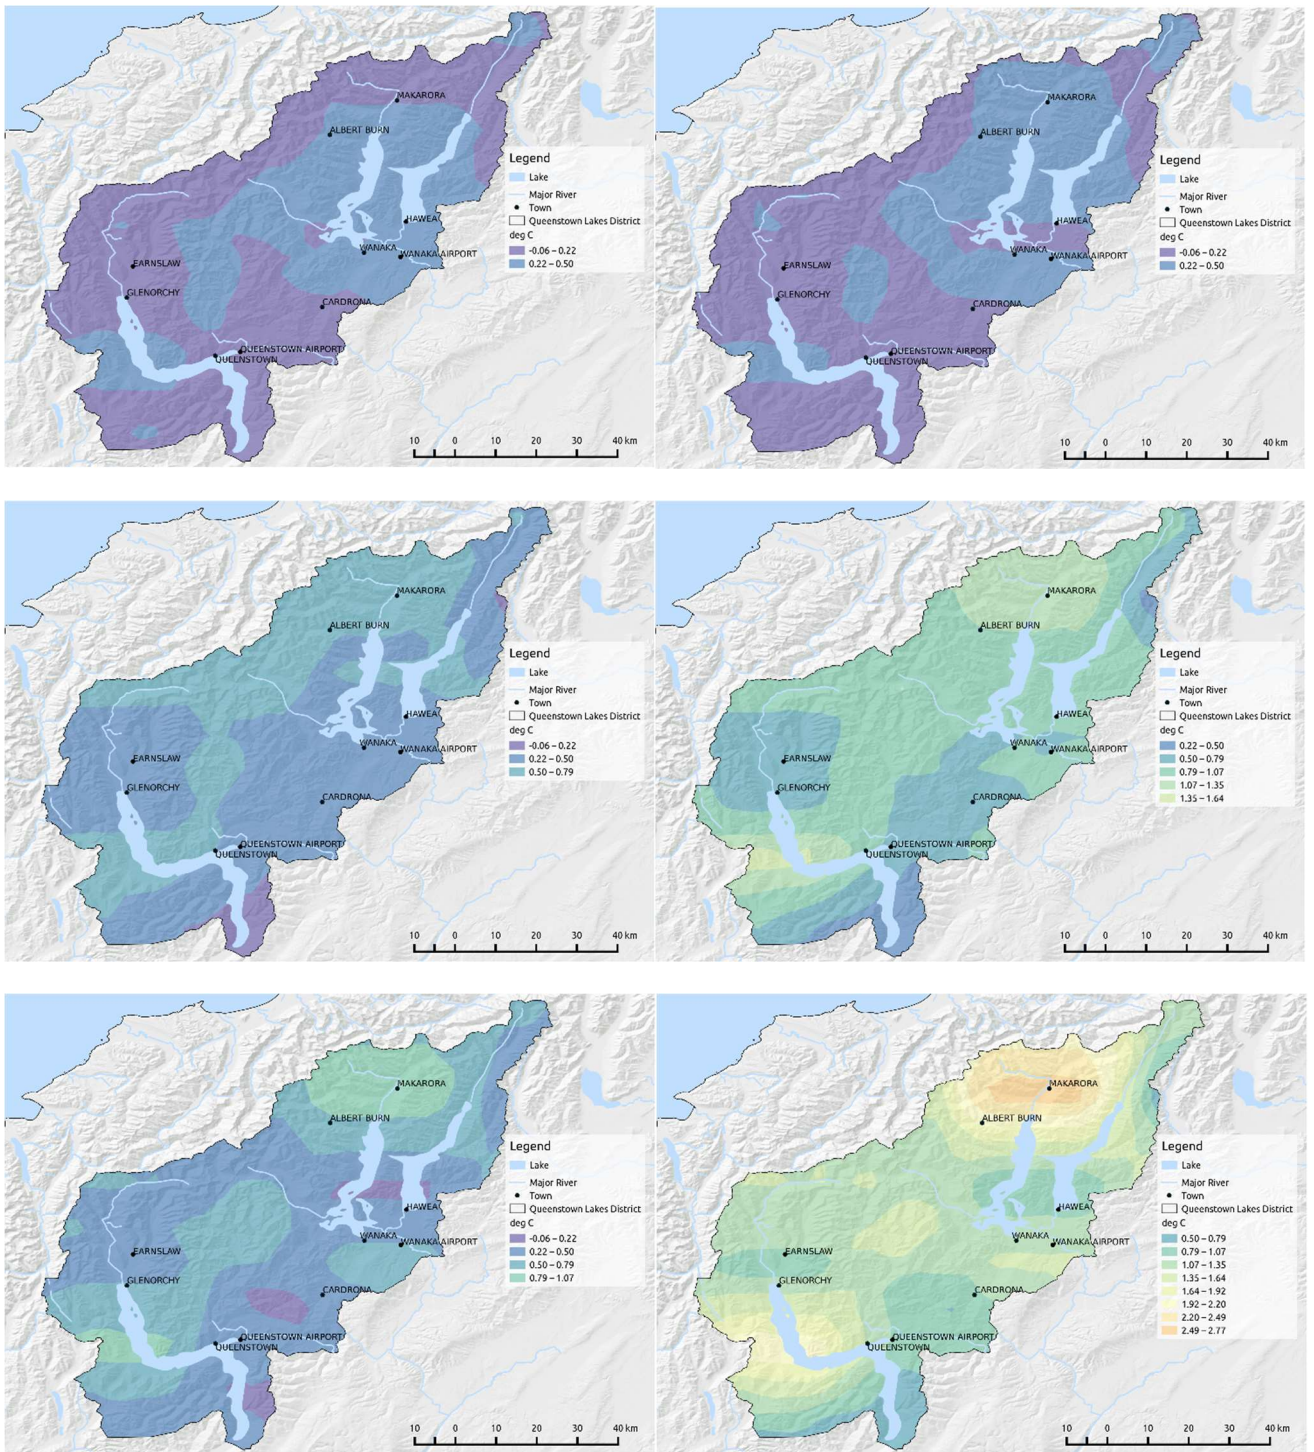 MAKARORA
ALBERT BURN
HAWEA
WANAKA
WANAKA AIRPORT
EARNSLAW
GLENORCHY
CARDRONA
QUEENSTOWN AIRPORT
QUEENSTOWN
Legend
Lake
Major River
Town
Queenstown Lakes District
deg C
-0.06 – 0.22
0.22 – 0.50
10 0 10 20 30 40 km
MAKARORA
ALBERT BURN
HAWEA
WANAKA
WANAKA AIRPORT
EARNSLAW
GLENORCHY
CARDRONA
QUEENSTOWN AIRPORT
QUEENSTOWN
Legend
Lake
Major River
Town
Queenstown Lakes District
deg C
-0.06 – 0.22
0.22 – 0.50
10 0 10 20 30 40 km
MAKARORA
ALBERT BURN
HAWEA
WANAKA
WANAKA AIRPORT
EARNSLAW
GLENORCHY
CARDRONA
QUEENSTOWN AIRPORT
QUEENSTOWN
Legend
Lake
Major River
Town
Queenstown Lakes District
deg C
-0.06 – 0.22
0.22 – 0.50
0.50 – 0.79
10 0 10 20 30 40 km
MAKARORA
ALBERT BURN
HAWEA
WANAKA
WANAKA AIRPORT
EARNSLAW
GLENORCHY
CARDRONA
QUEENSTOWN AIRPORT
QUEENSTOWN
Legend
Lake
Major River
Town
Queenstown Lakes District
deg C
0.22 – 0.50
0.50 – 0.79
0.79 – 1.07
1.07 – 1.35
1.35 – 1.64
10 0 10 20 30 40 km
MAKARORA
ALBERT BURN
HAWEA
WANAKA
WANAKA AIRPORT
EARNSLAW
GLENORCHY
CARDRONA
QUEENSTOWN AIRPORT
QUEENSTOWN
Legend
Lake
Major River
Town
Queenstown Lakes District
deg C
-0.06 – 0.22
0.22 – 0.50
0.50 – 0.79
0.79 – 1.07
10 0 10 20 30 40 km
MAKARORA
ALBERT BURN
HAWEA
WANAKA
WANAKA AIRPORT
EARNSLAW
GLENORCHY
CARDRONA
QUEENSTOWN AIRPORT
QUEENSTOWN
Legend
Lake
Major River
Town
Queenstown Lakes District
deg C
0.50 – 0.79
0.79 – 1.07
1.07 – 1.35
1.35 – 1.64
1.64 – 1.92
1.92 – 2.20
2.20 – 2.49
2.49 – 2.77
10 0 10 20 30 40 km